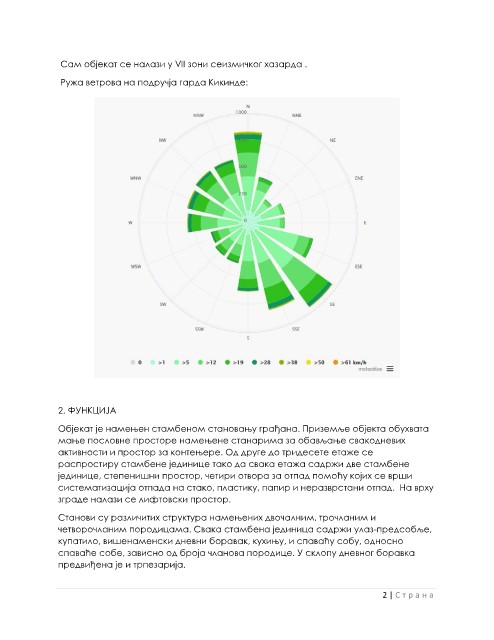 Сам објекат се налази у VII зони сеизмичког хазарда .
Ружа ветрова на подручја гарда Кикинде:
N
1000
NNW
NNE
NW
NE
500
WNW
ENE
250
0
W
E
WSW
ESE
SW
SE
SSW
SSE
S
0 >1 >5 >12 >19 >28 >38 >50 >61 km/h
meteoblue
2. ФУНКЦИЈА
Објекат је намењен стамбеном становању грађана. Приземље објекта обухвата
мање пословне просторе намењене станарима за обављање свакодневих
активности и простор за контењере. Од друге до тридесете етаже се
распростиру стамбене јединице тако да свака етажа садржи две стамбене
јединице, степенишни простор, четири отвора за отпад помоћу којих се врши
систематизација отпада на стако, пластику, папир и неразврстани отпад. На врху
зграде налази се лифтовски простор.
Станови су различитих структура намењених двочалним, трочланим и
четворочланим породицама. Свака стамбена јединица садржи улаз-предсобље,
купатило, вишенаменски дневни боравак, кухињу, и спаваћу собу, односно
спаваће собе, зависно од броја чланова породице. У склопу дневног боравка
предвиђена је и трпезарија.
2 | Страна